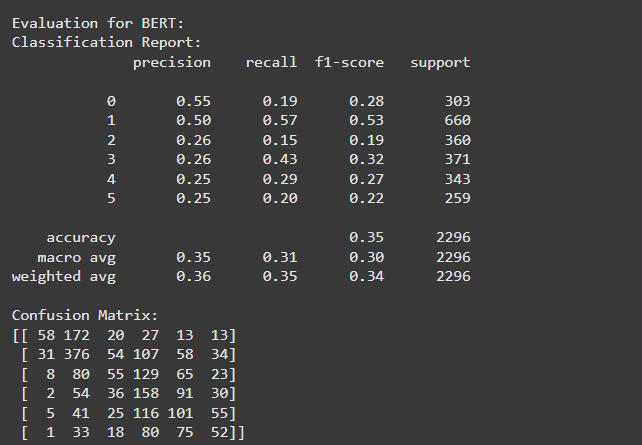 Evaluation for BERT:
Classification Report:
precision recall f1-score support
0 0.55 0.19 0.28 303
1 0.50 0.57 0.53 660
2 0.26 0.15 0.19 360
3 0.26 0.43 0.32 371
4 0.25 0.29 0.27 343
5 0.25 0.20 0.22 259
accuracy 0.35 2296
macro avg 0.35 0.31 0.30 2296
weighted avg 0.36 0.35 0.34 2296
Confusion Matrix:
[[ 58 172 20 27 13 13]
[ 31 376 54 107 58 34]
[ 8 80 55 129 65 23]
[ 2 54 36 158 91 30]
[ 5 41 25 116 101 55]
[ 1 33 18 80 75 52]]